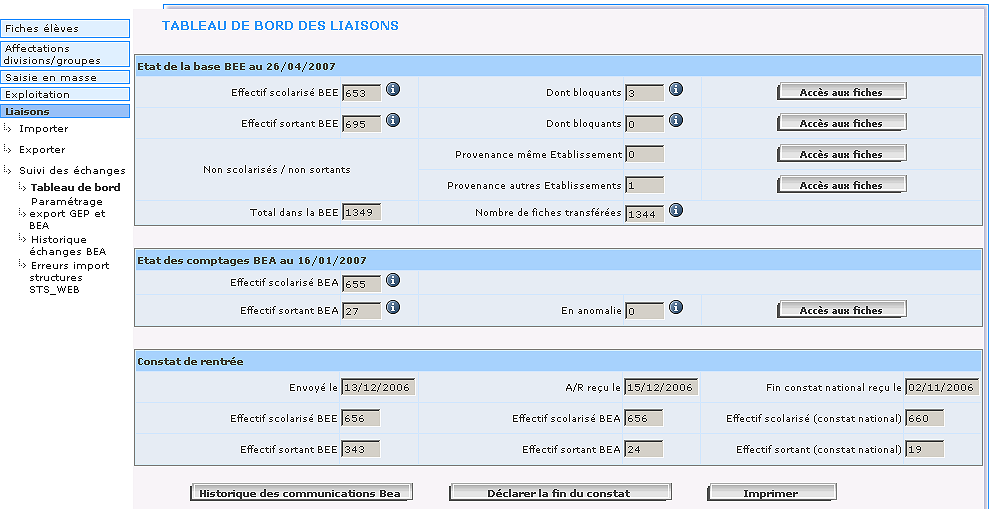 TABLEAU DE BORD DES LIAISONS
Fiches élèves
Affectations
divisions/groupes
Saisie en masse
Exploitation
Liaisons
Importer
Exporter
Suivi des échanges
Tableau de bord
Paramétrage
export GEP et
BEA
Historique
échanges BEA
Erreurs import
structures
STS_WEB
Etat de la base BEE au 26/04/2007
Effectif scolarisé BEE 653 Dont bloquants 3 Accès aux fiches
Effectif sortant BEE 695 Dont bloquants 0 Accès aux fiches
Non scolarisés / non sortants
Provenance même Etablissement 0 Accès aux fiches
Provenance autres Etablissements 1 Accès aux fiches
Total dans la BEE 1349 Nombre de fiches transférées 1344
Etat des comptages BEA au 16/01/2007
Effectif scolarisé BEA 655
Effectif sortant BEA 27 En anomalie 0 Accès aux fiches
Constat de rentrée
Envoyé le 13/12/2006 A/R reçu le 15/12/2006 Fin constat national reçu le 02/11/2006
Effectif scolarisé BEE 656 Effectif scolarisé BEA 656 Effectif scolarisé (constat national) 660
Effectif sortant BEE 343 Effectif sortant BEA 24 Effectif sortant (constat national) 19
Historique des communications Bea Déclarer la fin du constat Imprimer